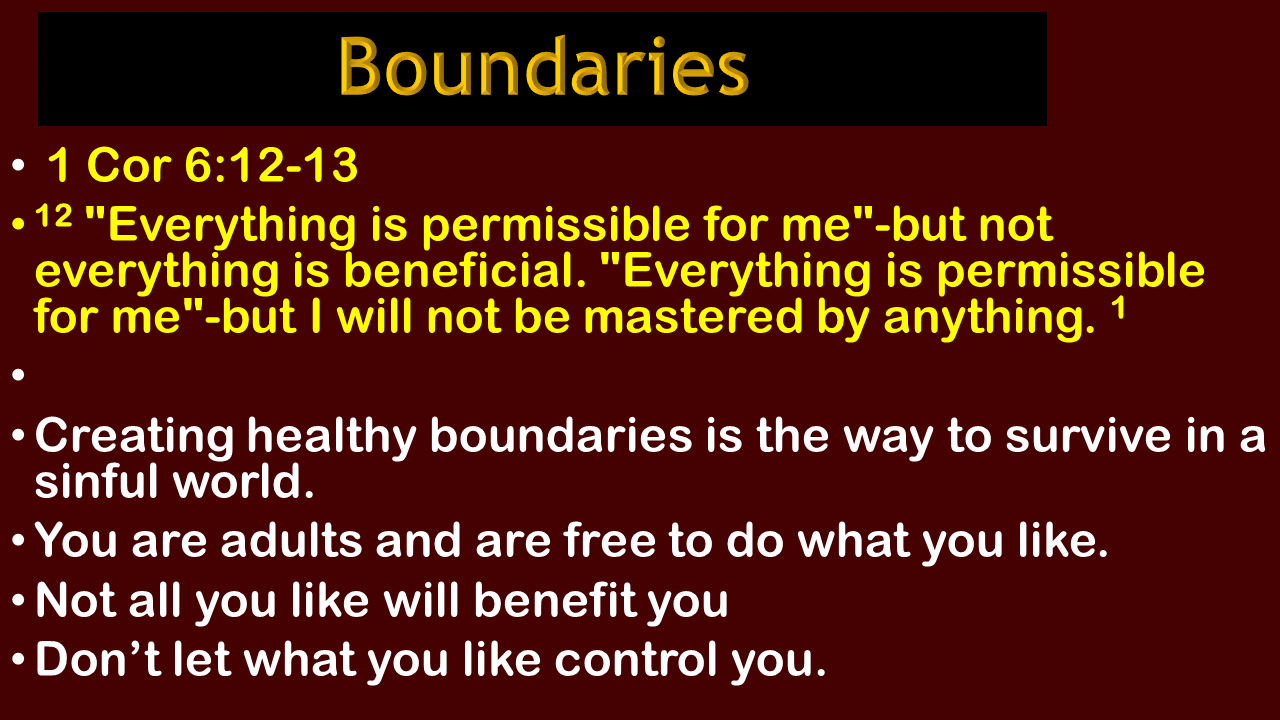 Boundaries
• 1 Cor 6:12-13
• 12 "Everything is permissible for me"-but not
everything is beneficial. "Everything is permissible
for me"-but I will not be mastered by anything. 1
•
• Creating healthy boundaries is the way to survive in a
sinful world.
• You are adults and are free to do what you like.
• Not all you like will benefit you
• Don’t let what you like control you.